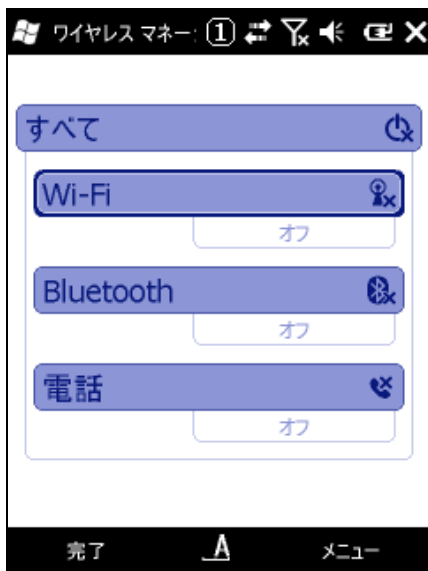 ワイヤレス マネー: 1
すべて
Wi-Fi
オフ
Bluetooth
オフ
電話
オフ
完了 A メニュー